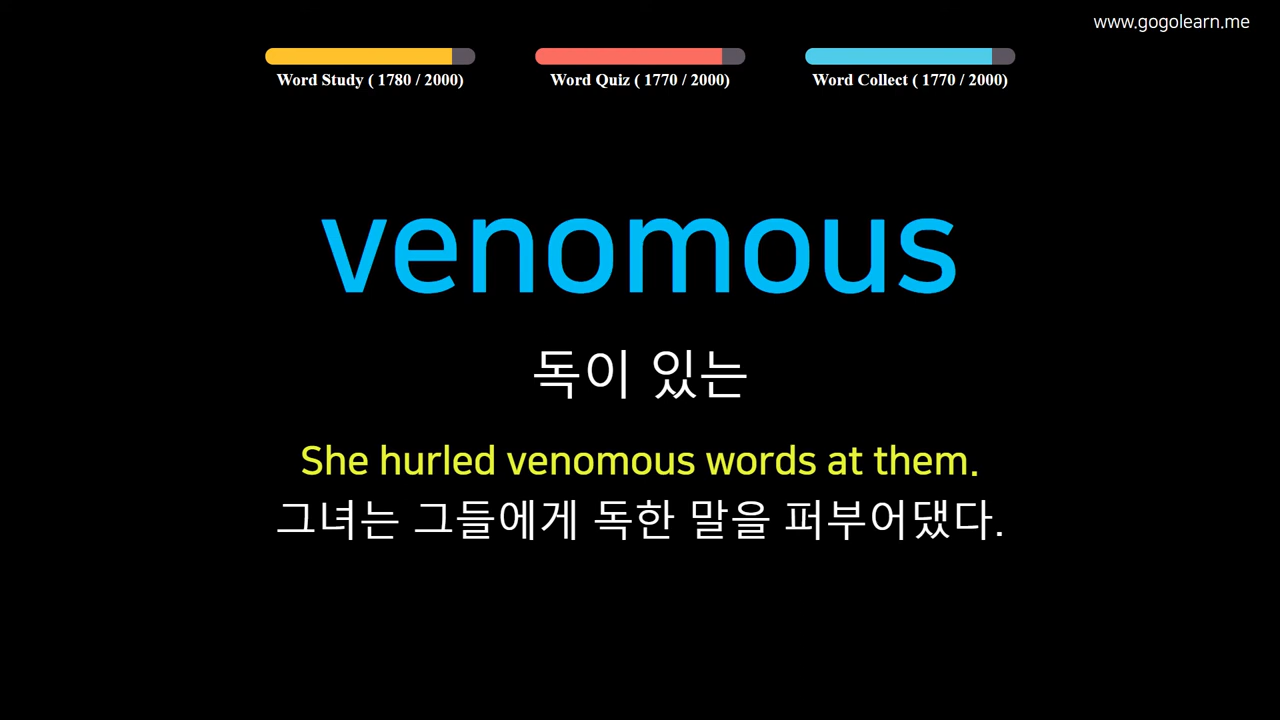 www.gogolearn.me
Word Study ( 1780 / 2000) Word Quiz ( 1770 / 2000) Word Collect ( 1770 / 2000)
venomous
독이 있는
She hurled venomous words at them.
그녀는 그들에게 독한 말을 퍼부어댔다.